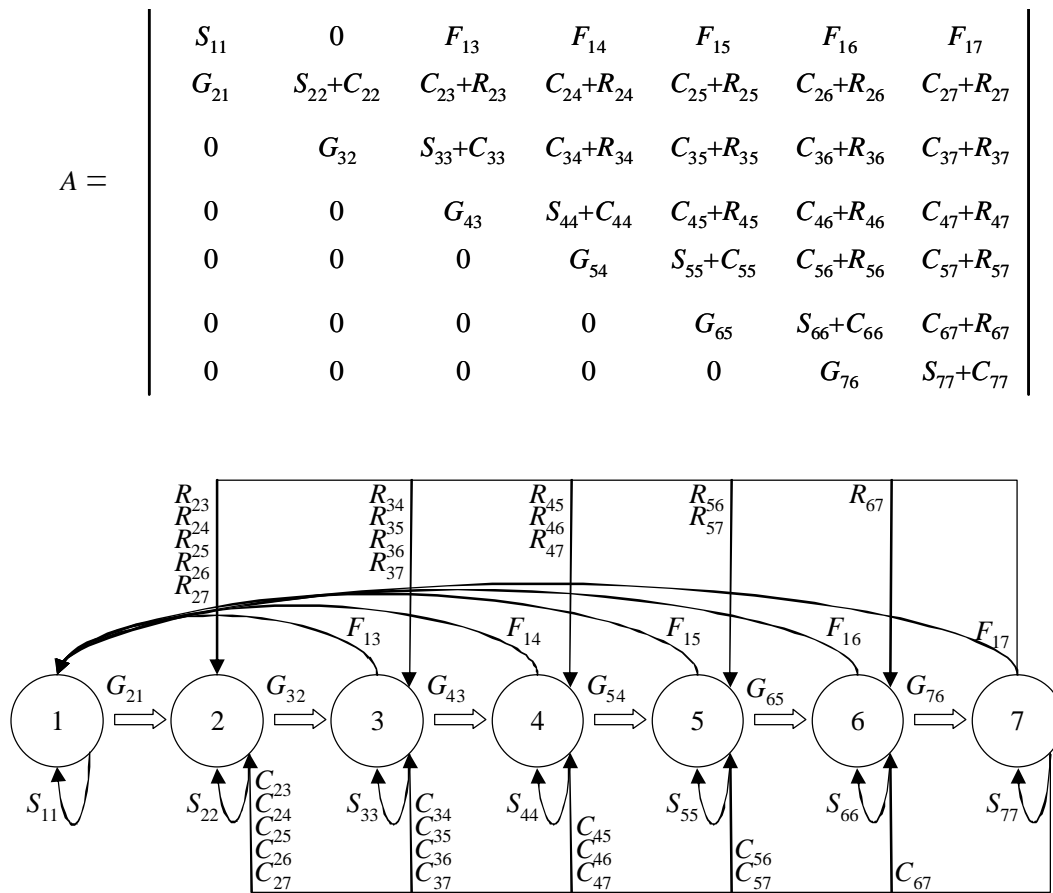 S₁₁ 0 F₁₃ F₁₄ F₁₅ F₁₆ F₁₇
G₂₁ S₂₂+C₂₂ C₂₃+R₂₃ C₂₄+R₂₄ C₂₅+R₂₅ C₂₆+R₂₆ C₂₇+R₂₇
0 G₃₂ S₃₃+C₃₃ C₃₄+R₃₄ C₃₅+R₃₅ C₃₆+R₃₆ C₃₇+R₃₇
A =
0 0 G₄₃ S₄₄+C₄₄ C₄₅+R₄₅ C₄₆+R₄₆ C₄₇+R₄₇
0 0 0 G₅₄ S₅₅+C₅₅ C₅₆+R₅₆ C₅₇+R₅₇
0 0 0 0 G₆₅ S₆₆+C₆₆ C₆₇+R₆₇
0 0 0 0 0 G₇₆ S₇₇+C₇₇
R₂₃ R₃₄ R₄₅ R₅₆ R₆₇
R₂₄ R₃₅ R₄₆ R₅₇
R₂₅ R₃₆ R₄₇
R₂₆ R₃₇
R₂₇
F₁₃ F₁₄ F₁₅ F₁₆ F₁₇
G₂₁ G₃₂ G₄₃ G₅₄ G₆₅ G₇₆
1 2 3 4 5 6 7
S₁₁ S₂₂ S₃₃ S₄₄ S₅₅ S₆₆ S₇₇
C₂₃
C₂₄ C₃₄
C₂₅ C₃₅ C₄₅
C₂₆ C₃₆ C₄₆ C₅₆
C₂₇ C₃₇ C₄₇ C₅₇ C₆₇